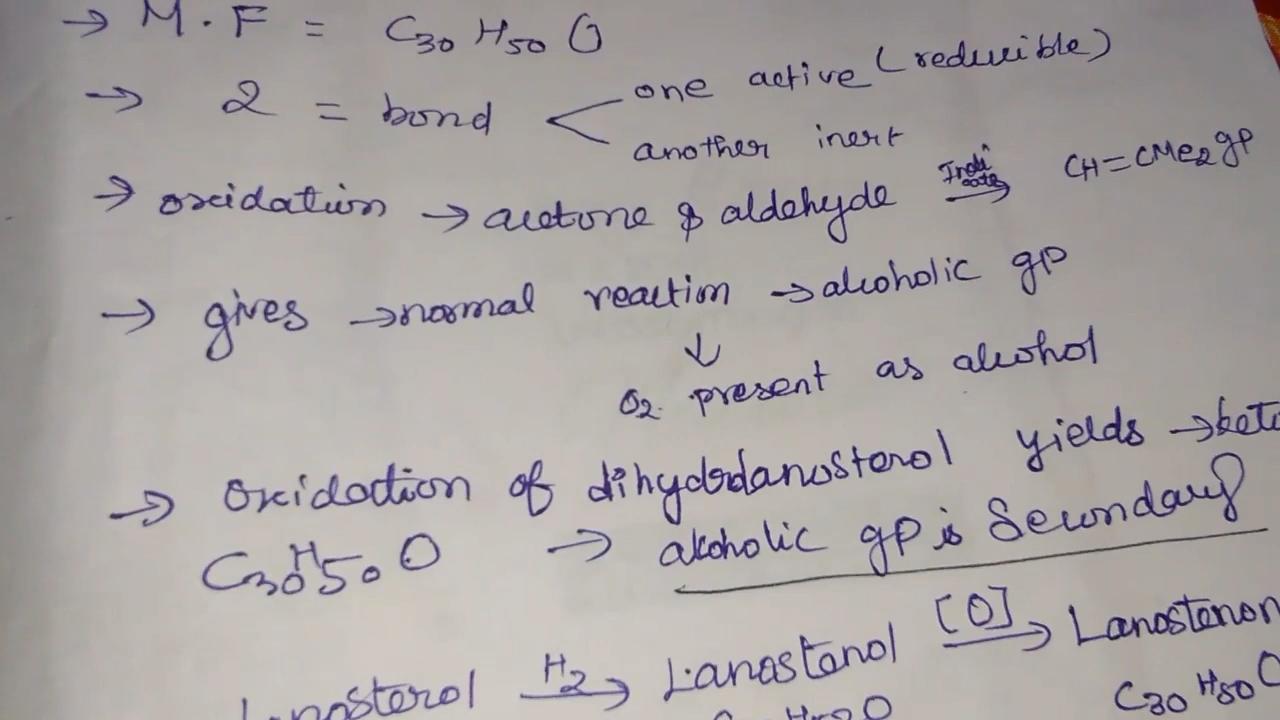 → M.F = C30 H50 O
→ 2 = bond < one active (reducible)
another inert
→ oxidation → acetone & aldehyde Indicate → CH=CMe2 gp
→ gives → normal reaction → alcoholic gp
↓
O2 present as alcohol
→ Oxidation of dihydrolanosterol yields → keto
C30H50O → alcoholic gp is Secondary
Lanosterol H2 → Lanostanol [O] → Lanostanon
C30 H50 O